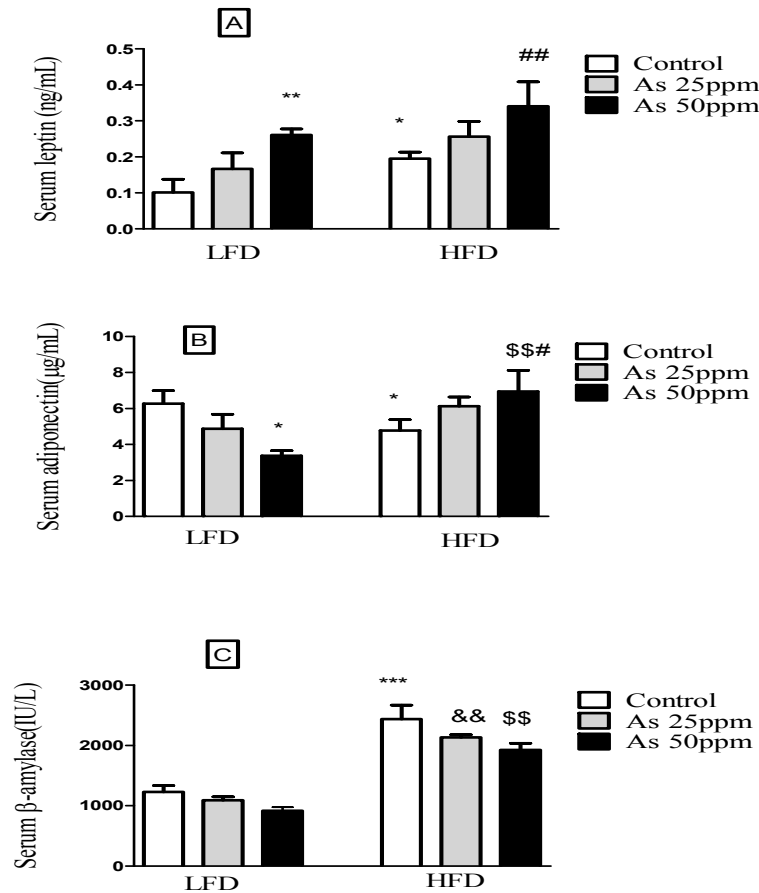 A
Serum leptin (ng/mL)
0.5
0.4
0.3
0.2
0.1
0.0
**
*
##
LFD
HFD
Control
As 25ppm
As 50ppm
B
Serum adiponectin(µg/mL)
10
8
6
4
2
0
*
*
$$#
LFD
HFD
Control
As 25ppm
As 50ppm
C
Serum β-amylase(IU/L)
3000
2000
1000
0
***
&&
$$
LFD
HFD
Control
As 25ppm
As 50ppm